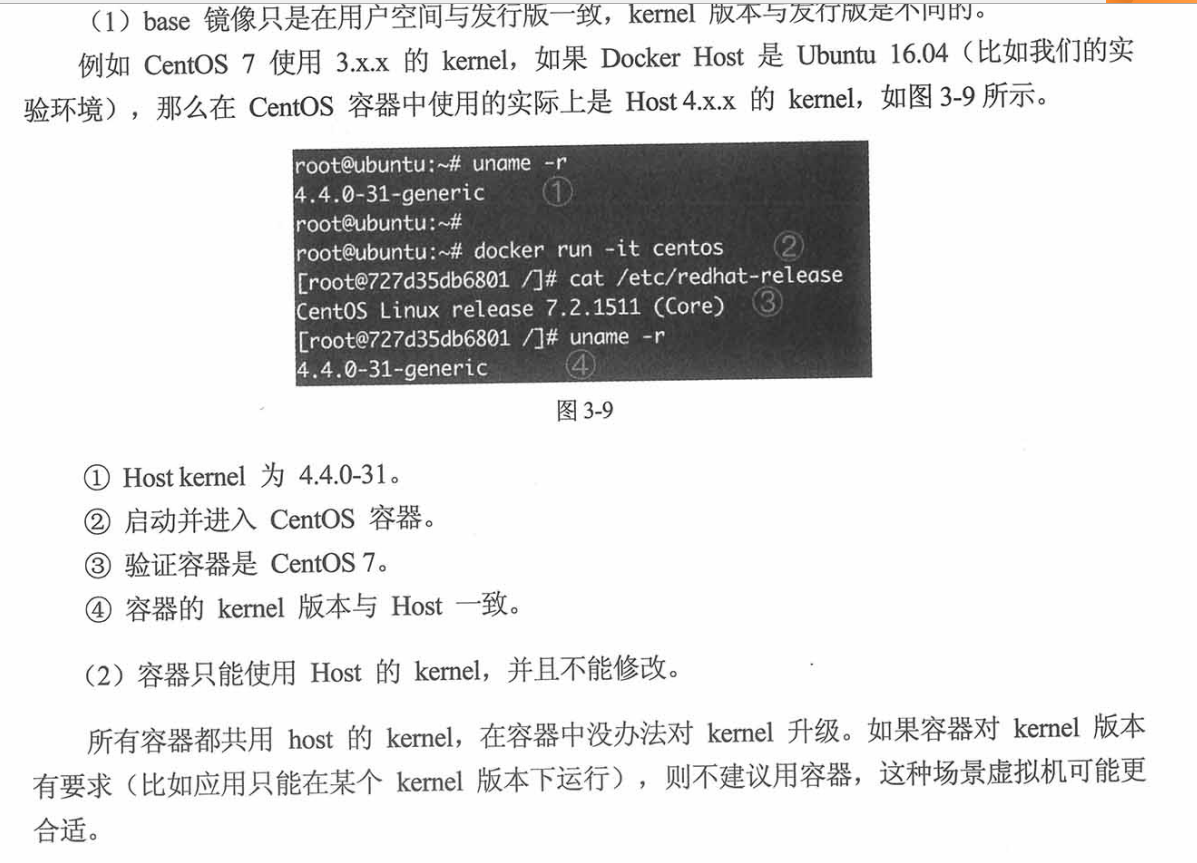 (1) base 镜像只是在用户空间与发行版一致，kernel 版本与发行版是不同的。
例如 CentOS 7 使用 3.x.x 的 kernel，如果 Docker Host 是 Ubuntu 16.04（比如我们的实
验环境），那么在 CentOS 容器中使用的实际上是 Host 4.x.x 的 kernel，如图 3-9 所示。
root@ubuntu:~# uname -r
4.4.0-31-generic ①
root@ubuntu:~#
root@ubuntu:~# docker run -it centos ②
[root@727d35db6801 /]# cat /etc/redhat-release
CentOS Linux release 7.2.1511 (Core) ③
[root@727d35db6801 /]# uname -r
4.4.0-31-generic ④
图 3-9
① Host kernel 为 4.4.0-31。
② 启动并进入 CentOS 容器。
③ 验证容器是 CentOS 7。
④ 容器的 kernel 版本与 Host 一致。
（2）容器只能使用 Host 的 kernel，并且不能修改。
所有容器都共用 host 的 kernel，在容器中没办法对 kernel 升级。如果容器对 kernel 版本
有要求（比如应用只能在某个 kernel 版本下运行），则不建议用容器，这种场景虚拟机可能更
合适。